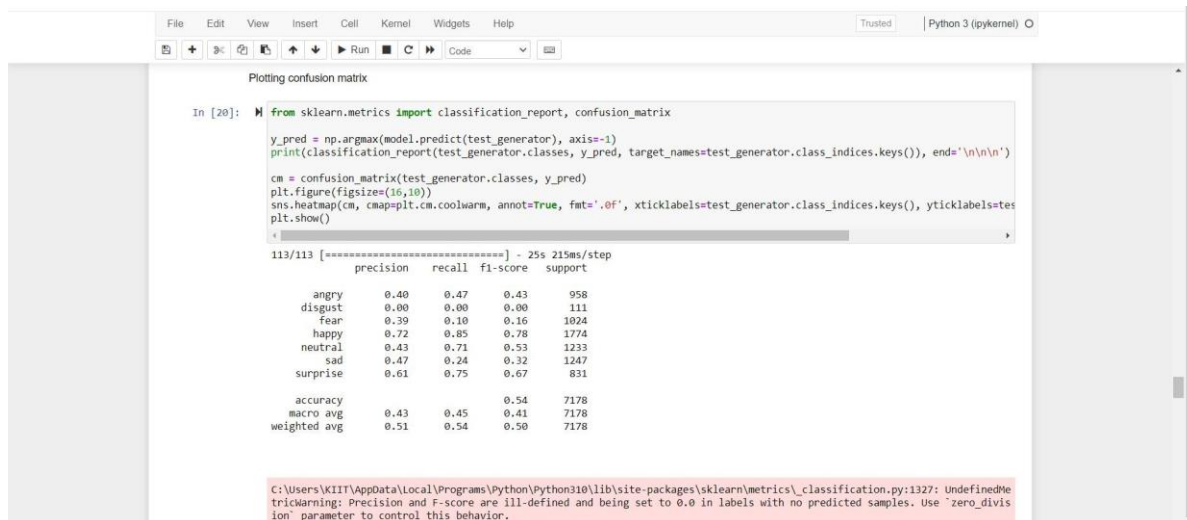 File Edit View Insert Cell Kernel Widgets Help Trusted Python 3 (ipykernel)
Run Code
Plotting confusion matrix
In [20]: from sklearn.metrics import classification_report, confusion_matrix
y_pred = np.argmax(model.predict(test_generator), axis=-1)
print(classification_report(test_generator.classes, y_pred, target_names=test_generator.class_indices.keys()), end='\n\n\n')
cm = confusion_matrix(test_generator.classes, y_pred)
plt.figure(figsize=(16,10))
sns.heatmap(cm, cmap=plt.cm.coolwarm, annot=True, fmt='.0f', xticklabels=test_generator.class_indices.keys(), yticklabels=tes
plt.show()
113/113 [==============================] - 25s 215ms/step
precision recall f1-score support
angry 0.40 0.47 0.43 958
disgust 0.00 0.00 0.00 111
fear 0.39 0.10 0.16 1024
happy 0.72 0.85 0.78 1774
neutral 0.43 0.71 0.53 1233
sad 0.47 0.24 0.32 1247
surprise 0.61 0.75 0.67 831
accuracy 0.54 7178
macro avg 0.43 0.45 0.41 7178
weighted avg 0.51 0.54 0.50 7178
C:\Users\KIIT\AppData\Local\Programs\Python\Python310\lib\site-packages\sklearn\metrics\_classification.py:1327: UndefinedMe
tricWarning: Precision and F-score are ill-defined and being set to 0.0 in labels with no predicted samples. Use `zero_divis
ion` parameter to control this behavior.